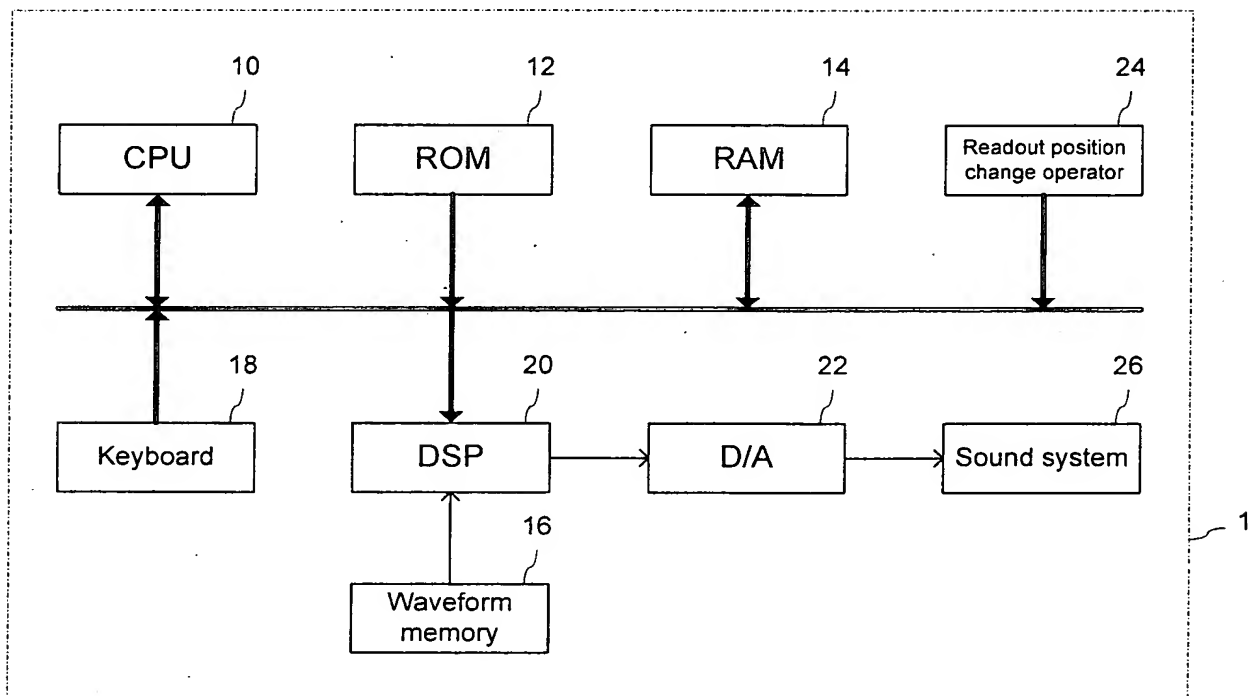 10
12
14
24
CPU
ROM
RAM
Readout position
change operator
18
20
22
26
Keyboard
DSP
D/A
Sound system
16
1
Waveform
memory